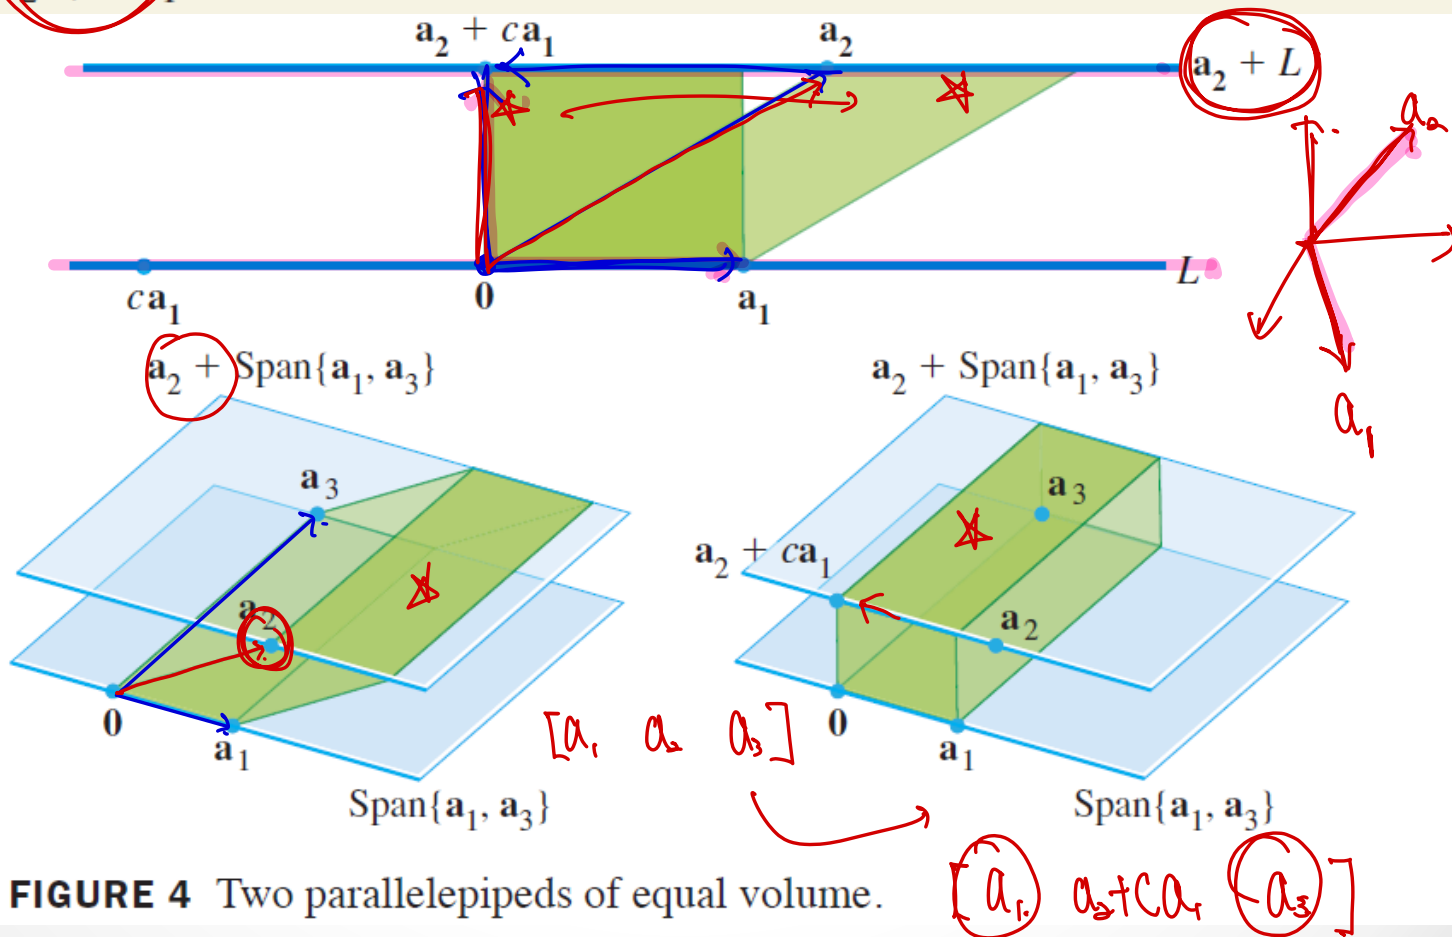 a₂ + ca₁ a₂
a₂ + L
a₂
ca₁ 0 a₁ L
a₁
a₂ + Span{a₁, a₃} a₂ + Span{a₁, a₃}
a₃ a₃
a₂ + ca₁
a₂ a₂
0 a₁ 0 a₁
[a₁ a₂ a₃]
Span{a₁, a₃} Span{a₁, a₃}
[a₁ a₂+ca₁ a₃]
FIGURE 4 Two parallelepipeds of equal volume.